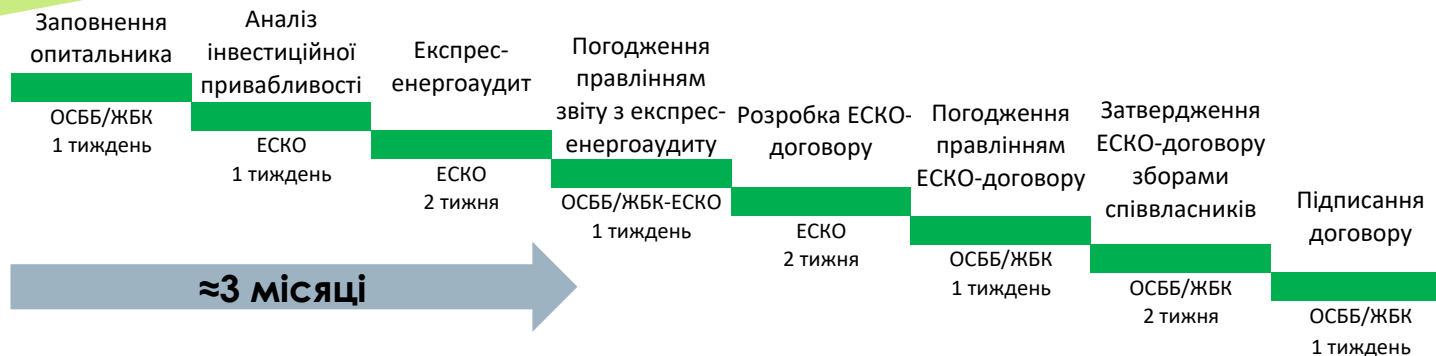 Заповнення
опитальника
ОСББ/ЖБК
1 тиждень
Аналіз
інвестиційної
привабливості
ЕСКО
1 тиждень
Експрес-
енергоаудит
ЕСКО
2 тижня
Погодження
правлінням
звіту з експрес-
енергоаудиту
ОСББ/ЖБК-ЕСКО
1 тиждень
Розробка ЕСКО-
договору
ЕСКО
2 тижня
Погодження
правлінням
ЕСКО-договору
ОСББ/ЖБК
1 тиждень
Затвердження
ЕСКО-договору
зборами
співвласників
ОСББ/ЖБК
2 тижня
Підписання
договору
ОСББ/ЖБК
1 тиждень
≈3 місяці